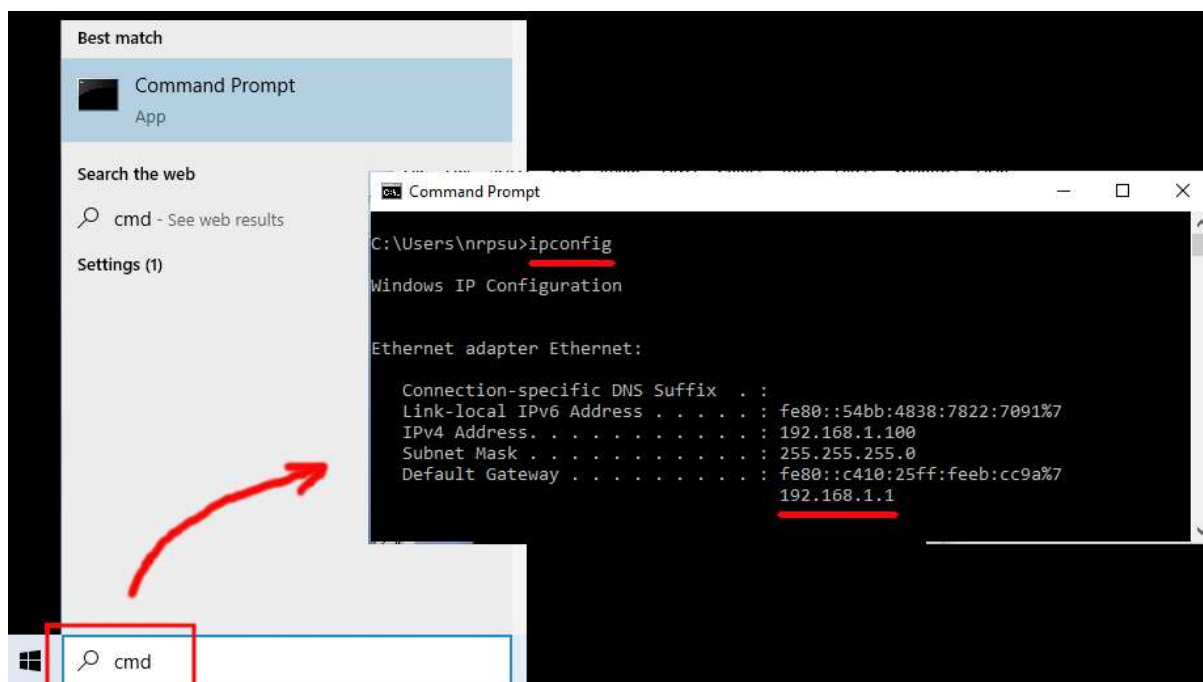 Best match
Command Prompt
App
Search the web
cmd - See web results
Settings (1)
cmd
Command Prompt
C:\Users\nrpsu>ipconfig
Windows IP Configuration
Ethernet adapter Ethernet:
Connection-specific DNS Suffix . :
Link-local IPv6 Address . . . . . : fe80::54bb:4838:7822:7091%7
IPv4 Address. . . . . . . . . . . : 192.168.1.100
Subnet Mask . . . . . . . . . . . : 255.255.255.0
Default Gateway . . . . . . . . . : fe80::c410:25ff:feeb:cc9a%7
192.168.1.1